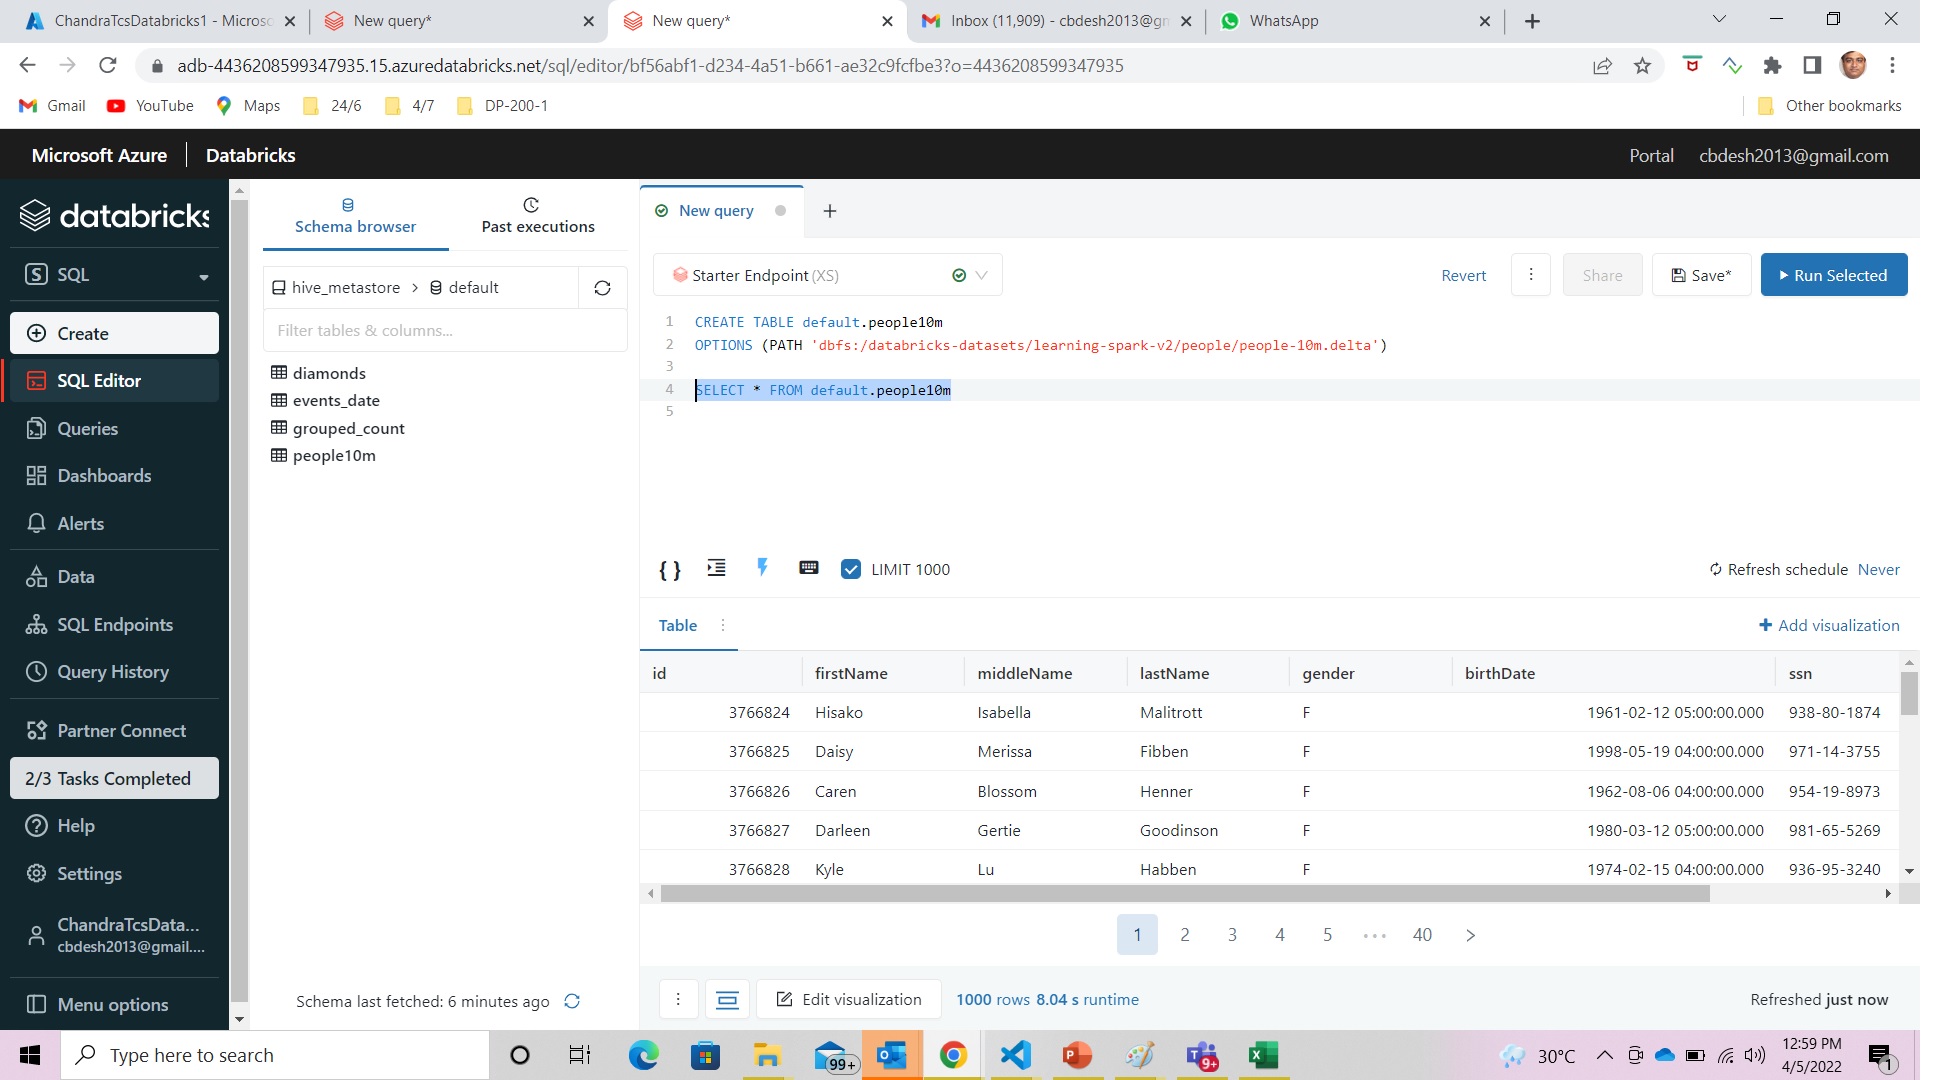 ChandraTcsDatabricks1 - Microso
New query*
New query*
Inbox (11,909) - cbdesh2013@gm
WhatsApp
adb-4436208599347935.15.azuredatabricks.net/sql/editor/bf56abf1-d234-4a51-b661-ae32c9fcfbe3?o=4436208599347935
Gmail
YouTube
Maps
24/6
4/7
DP-200-1
Other bookmarks
Microsoft Azure
Databricks
Portal
cbdesh2013@gmail.com
databricks
SQL
Create
SQL Editor
Queries
Dashboards
Alerts
Data
SQL Endpoints
Query History
Partner Connect
2/3 Tasks Completed
Help
Settings
ChandraTcsData...
cbdesh2013@gmail....
Menu options
Schema browser
Past executions
hive_metastore > default
Filter tables & columns...
diamonds
events_date
grouped_count
people10m
Schema last fetched: 6 minutes ago
New query
Starter Endpoint (XS)
Revert
Share
Save*
Run Selected
1 CREATE TABLE default.people10m
2 OPTIONS (PATH 'dbfs:/databricks-datasets/learning-spark-v2/people/people-10m.delta')
3
4 SELECT * FROM default.people10m
5
{ }
LIMIT 1000
Refresh schedule Never
Table
+ Add visualization
id firstName middleName lastName gender birthDate ssn
3766824 Hisako Isabella Malitrott F 1961-02-12 05:00:00.000 938-80-1874
3766825 Daisy Merissa Fibben F 1998-05-19 04:00:00.000 971-14-3755
3766826 Caren Blossom Henner F 1962-08-06 04:00:00.000 954-19-8973
3766827 Darleen Gertie Goodinson F 1980-03-12 05:00:00.000 981-65-5269
3766828 Kyle Lu Habben F 1974-02-15 04:00:00.000 936-95-3240
1 2 3 4 5 ••• 40 >
Edit visualization
1000 rows 8.04 s runtime
Refreshed just now
Type here to search
99+
9+
30°C
12:59 PM
4/5/2022
1